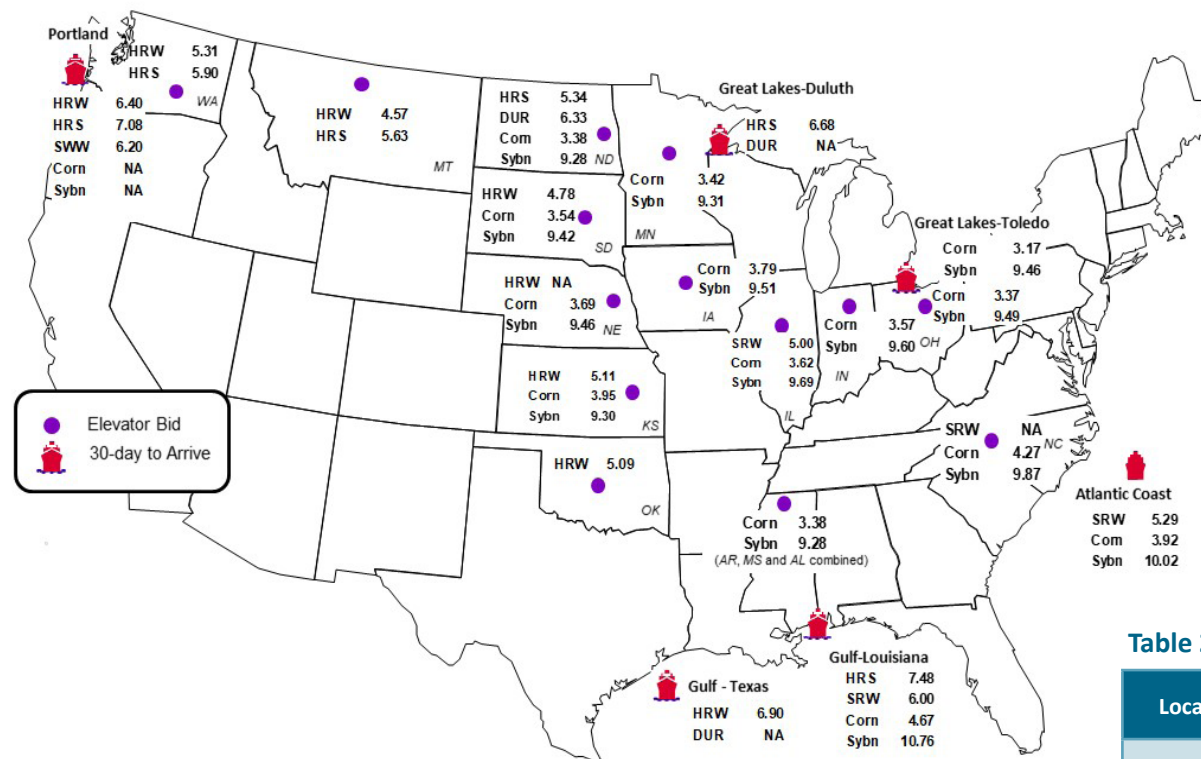 Portland
HRW 5.31
HRS 5.90
WA
HRW 6.40
HRS 7.08
SWW 6.20
Corn NA
Sybn NA
HRW 4.57
HRS 5.63
MT
HRS 5.34
DUR 6.33
Corn 3.38
Sybn 9.28 ND
Great Lakes-Duluth
HRS 6.68
DUR NA
Corn 3.42
Sybn 9.31
MN
HRW 4.78
Corn 3.54
Sybn 9.42 SD
Great Lakes-Toledo
Corn 3.17
Sybn 9.46
HRW NA
Corn 3.69
Sybn 9.46 NE
Corn 3.79
Sybn 9.51
IA
Corn 3.37
Sybn 9.49
OH
Corn 3.57
Sybn 9.60
IN
SRW 5.00
Corn 3.62
Sybn 9.69
IL
HRW 5.11
Corn 3.95
Sybn 9.30
KS
Elevator Bid
30-day to Arrive
SRW NA
Corn 4.27 NC
Sybn 9.87
HRW 5.09
OK
Atlantic Coast
SRW 5.29
Corn 3.92
Sybn 10.02
Corn 3.38
Sybn 9.28
(AR, MS and AL combined)
Gulf-Louisiana
HRS 7.48
SRW 6.00
Corn 4.67
Sybn 10.76
Gulf - Texas
HRW 6.90
DUR NA
Table
Loca